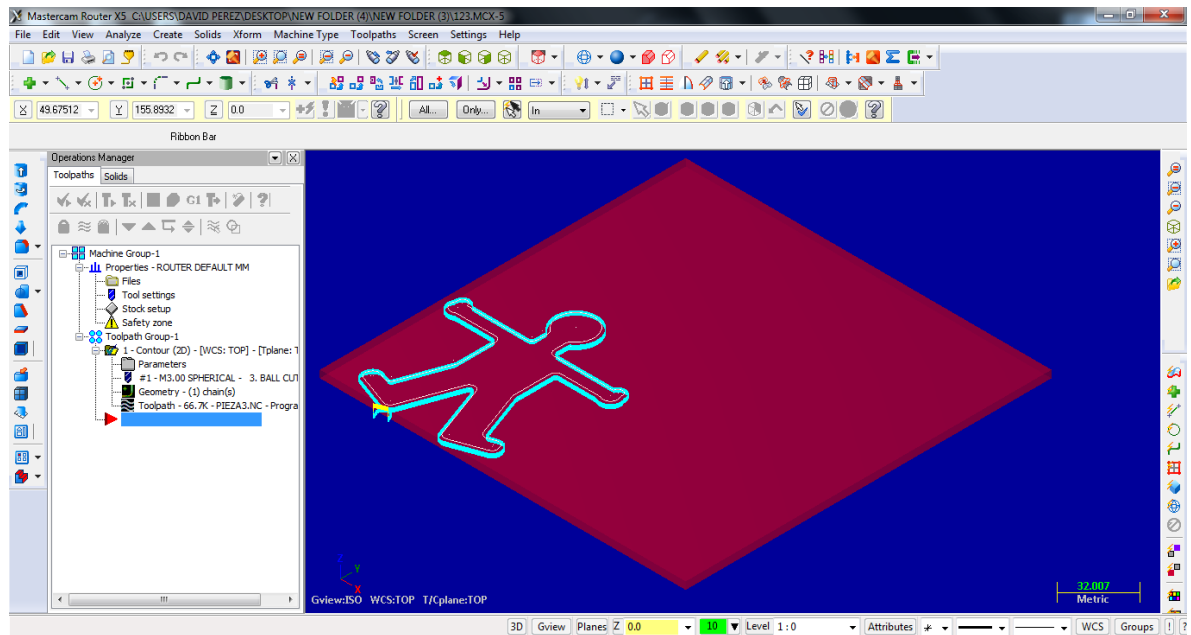 Mastercam Router X5 C:\USERS\DAVID PEREZ\DESKTOP\NEW FOLDER (4)\NEW FOLDER (3)\123.MCX-5
File Edit View Analyze Create Solids Xform Machine Type Toolpaths Screen Settings Help
X 49.67512 Y 155.8932 Z 0.0 All... Only... In
Ribbon Bar
Operations Manager
Toolpaths Solids
G1
Machine Group-1
Properties - ROUTER DEFAULT MM
Files
Tool settings
Stock setup
Safety zone
Toolpath Group-1
1 - Contour (2D) - [WCS: TOP] - [Tplane: T
Parameters
#1 - M3.00 SPHERICAL - 3. BALL CUT
Geometry - (1) chain(s)
Toolpath - 66.7K - PIEZA3.NC - Progra
Z
Y
X
Gview:ISO WCS:TOP T/Cplane:TOP
32.007
Metric
3D Gview Planes Z 0.0 10 Level 1 : 0 Attributes WCS Groups ! ?